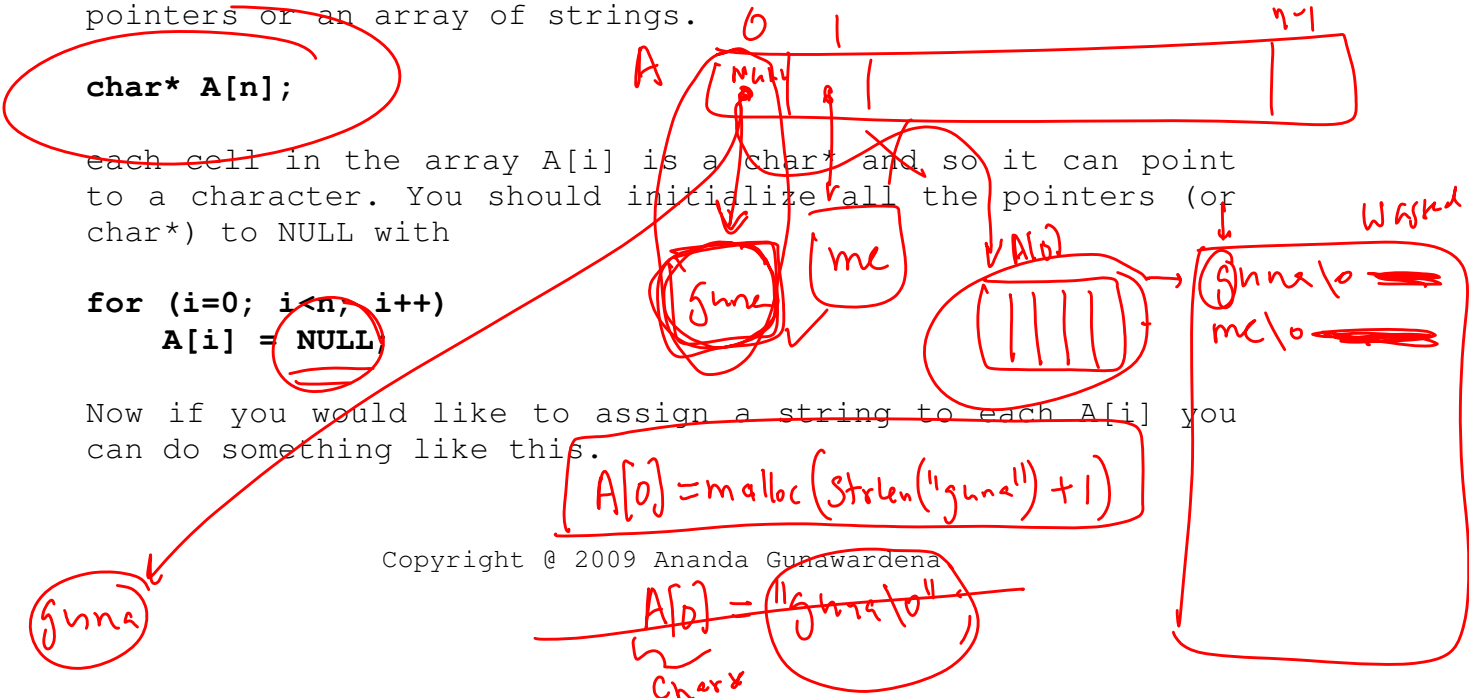 pointers or an array of strings.
0 1 n-1
A
NULL
char* A[n];
each cell in the array A[i] is a char* and so it can point
to a character. You should initialize all the pointers (or
char*) to NULL with
Wasted
A[0]
me
guna
guna\0
me\0
for (i=0; i<n; i++)
A[i] = NULL;
Now if you would like to assign a string to each A[i] you
can do something like this.
A[0] = malloc(strlen("guna") + 1)
Copyright @ 2009 Ananda Gunawardena
guna
A[0] = "guna\0"
char*